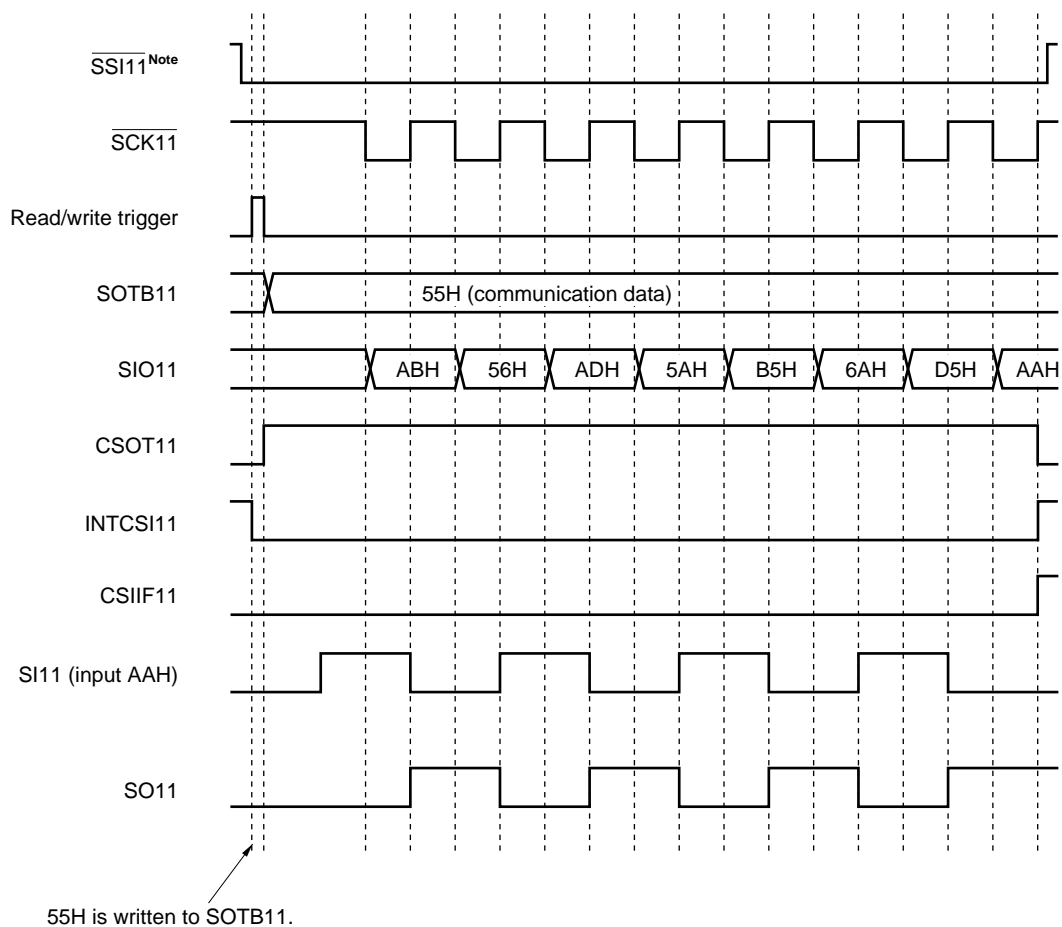 SSI11Note
SCK11
Read/write trigger
SOTB11
55H (communication data)
SIO11
ABH 56H ADH 5AH B5H 6AH D5H AAH
CSOT11
INTCSI11
CSIIF11
SI11 (input AAH)
SO11
55H is written to SOTB11.